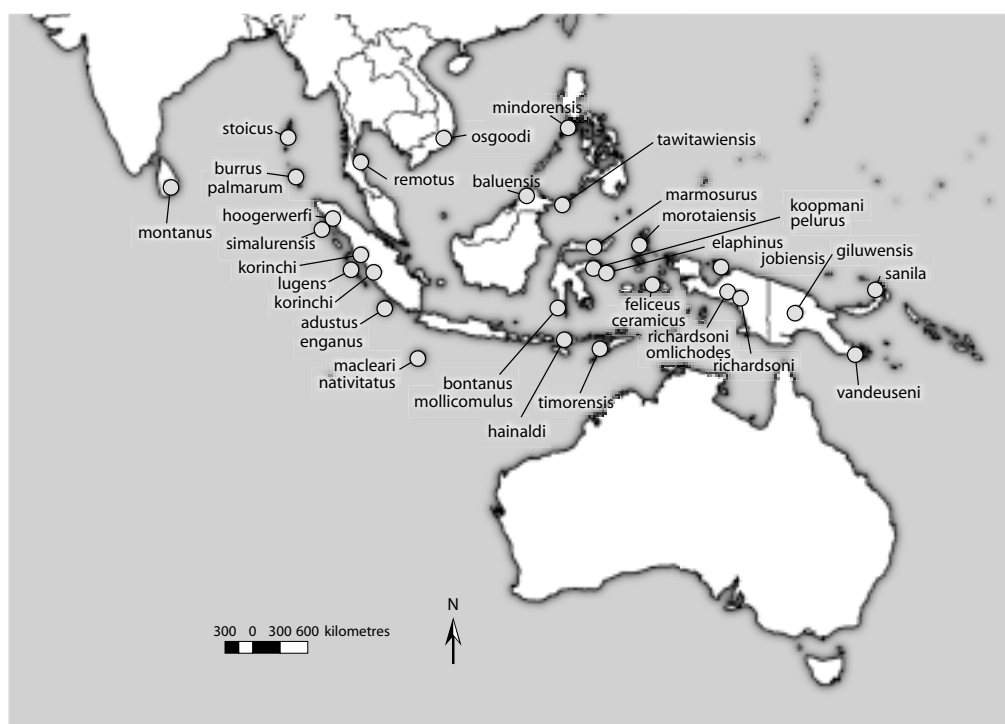 mindorensis
stoicus
osgoodi
tawitawiensis
burrus
palmarum
remotus
baluensis
marmosurus
koopmani
morotaiensis
pelurus
hoogerwerfi
montanus
elaphinus
simalurensis
jobiensis
giluwensis
korinchi
sanila
lugens
korinchi
feliceus
adustus
ceramicus
enganus
richardsoni
omlichodes
richardsoni
macleari
nativitatus
bontanus
mollicomulus
timorensis
vandeuseni
hainaldi
N
300 0 300 600 kilometres